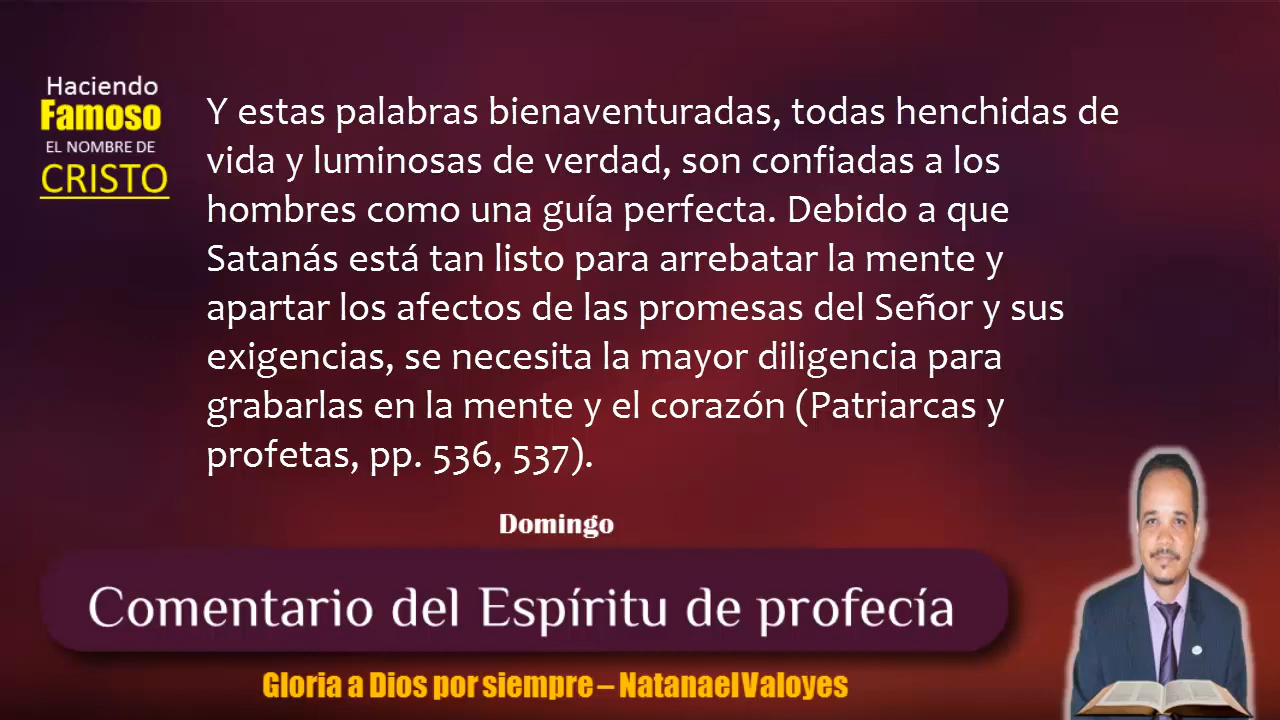 Haciendo
Famoso
EL NOMBRE DE
CRISTO
Y estas palabras bienaventuradas, todas henchidas de
vida y luminosas de verdad, son confiadas a los
hombres como una guía perfecta. Debido a que
Satanás está tan listo para arrebatar la mente y
apartar los afectos de las promesas del Señor y sus
exigencias, se necesita la mayor diligencia para
grabarlas en la mente y el corazón (Patriarcas y
profetas, pp. 536, 537).
Domingo
Comentario del Espíritu de profecía
Gloria a Dios por siempre – Natanael Valoyes